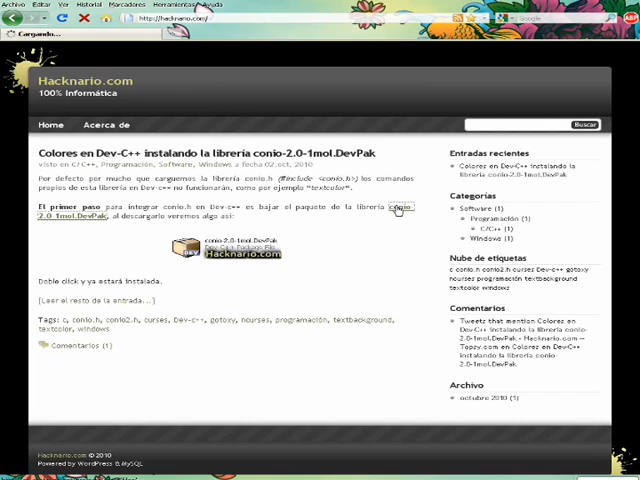 Archivo Editar Ver Historial Marcadores Herramientas Ayuda
http://hacknario.com/
Google
ABP
Cargando...
Hacknario.com
100% Informática
Home Acerca de
Buscar
Colores en Dev-C++ instalando la librería conio-2.0-1mol.DevPak
visto en C/C++, Programación, Software, Windows a fecha 02.oct, 2010
Por defecto por mucho que carguemos la librería conio.h (#include <conio.h>) los comandos
propios de esta librería en Dev-c++ no funcionarán, como por ejemplo "textcolor".
El primer paso para integrar conio.h en Dev-c++ es bajar el paquete de la librería conio-
2.0-1mol.DevPak, al descargarlo veremos algo así:
DEV
conio-2.0-1mol.DevPak
Dev-C++ Package File
Hacknario.com
Doble click y ya estará instalada.
[Leer el resto de la entrada...]
Tags: c, conio.h, conio2.h, curses, Dev-c++, gotoxy, ncurses, programación, textbackground,
textcolor, windows
Comentarios (1)
Entradas recientes
Colores en Dev-C++ instalando la
librería conio-2.0-1mol.DevPak
Categorías
Software (1)
Programación (1)
C/C++ (1)
Windows (1)
Nube de etiquetas
c conio.h conio2.h curses Dev-c++ gotoxy
ncurses programación textbackground
textcolor windows
Comentarios
Tweets that mention Colores en
Dev-C++ instalando la librería conio-
2.0-1mol.DevPak - Hacknario.com --
Topsy.com en Colores en Dev-C++
instalando la librería conio-
2.0-1mol.DevPak
Archivo
octubre 2010 (1)
Hacknario.com © 2010
Powered by WordPress & MySQL